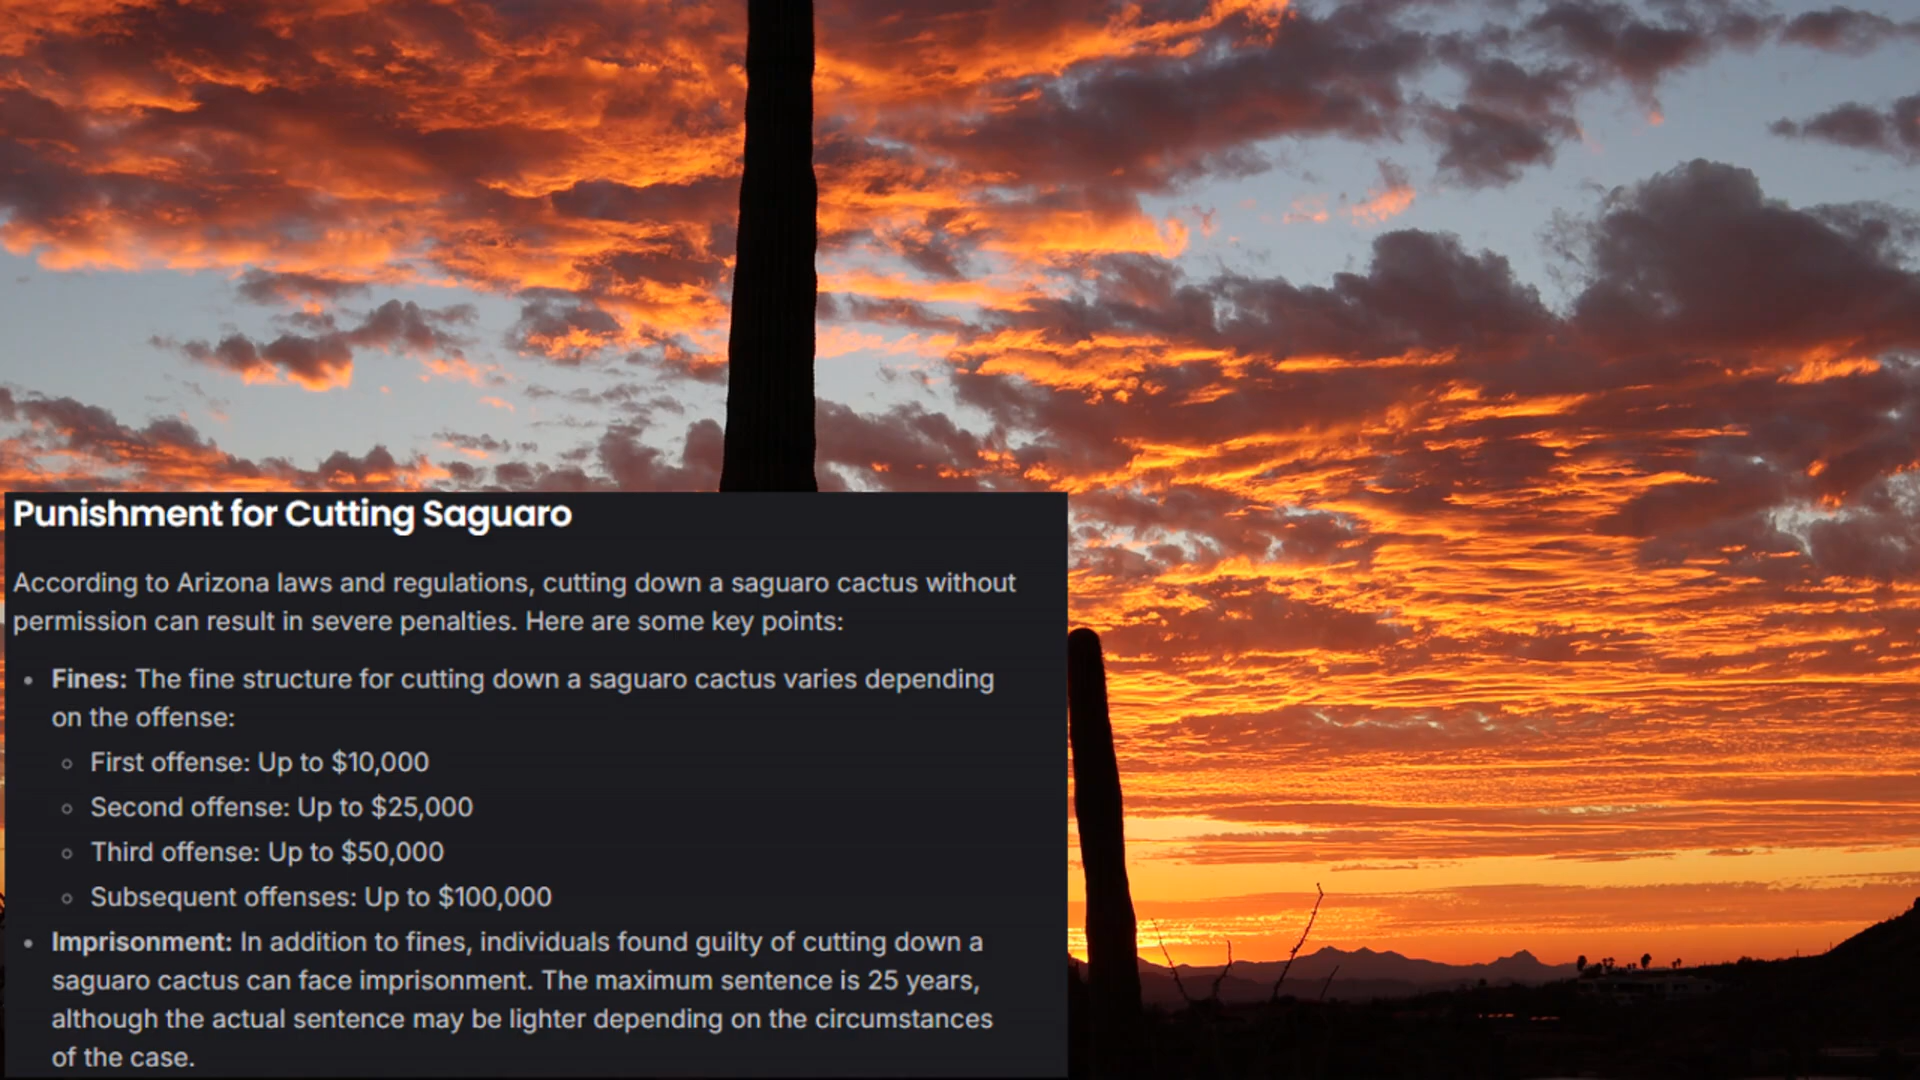 Punishment for Cutting Saguaro
According to Arizona laws and regulations, cutting down a saguaro cactus without
permission can result in severe penalties. Here are some key points:
• Fines: The fine structure for cutting down a saguaro cactus varies depending
on the offense:
○ First offense: Up to $10,000
○ Second offense: Up to $25,000
○ Third offense: Up to $50,000
○ Subsequent offenses: Up to $100,000
• Imprisonment: In addition to fines, individuals found guilty of cutting down a
saguaro cactus can face imprisonment. The maximum sentence is 25 years,
although the actual sentence may be lighter depending on the circumstances
of the case.